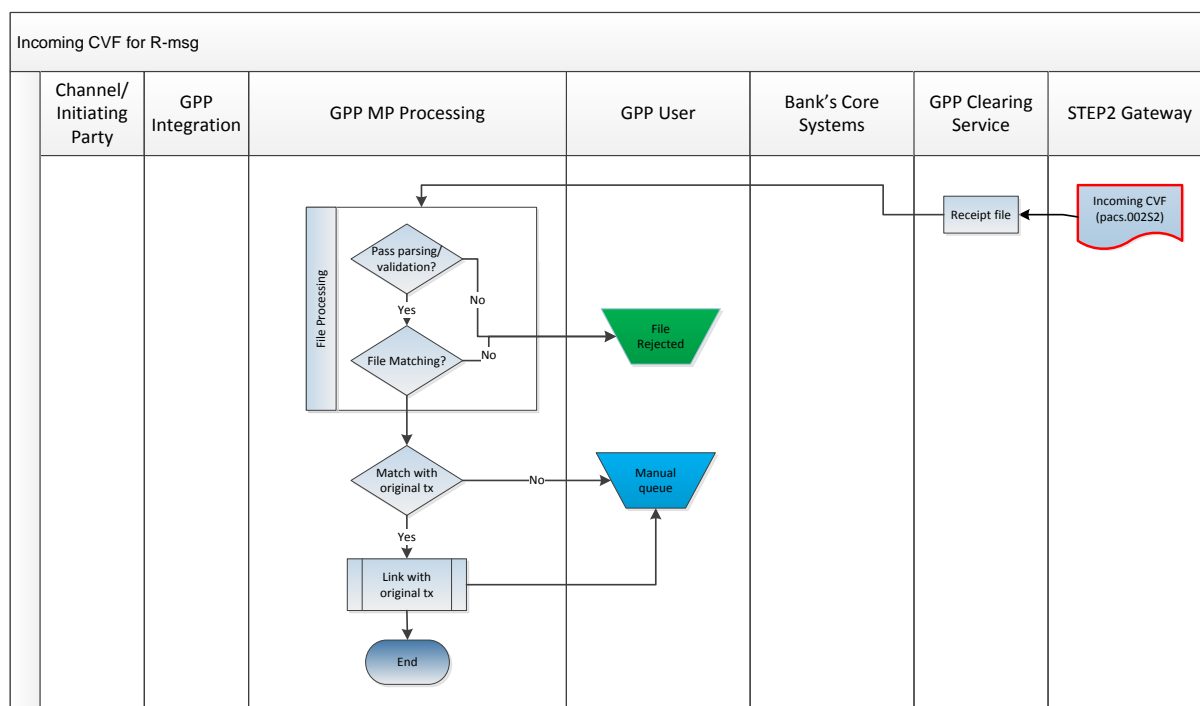 Incoming CVF for R-msg
Channel/
Initiating
Party
GPP
Integration
GPP MP Processing
GPP User
Bank's Core
Systems
GPP Clearing
Service
STEP2 Gateway
Incoming CVF
(pacs.002S2)
Receipt file
File Processing
Pass parsing/
validation?
No
Yes
File Matching?
No
File
Rejected
Match with
original tx
No
Manual
queue
Yes
Link with
original tx
End